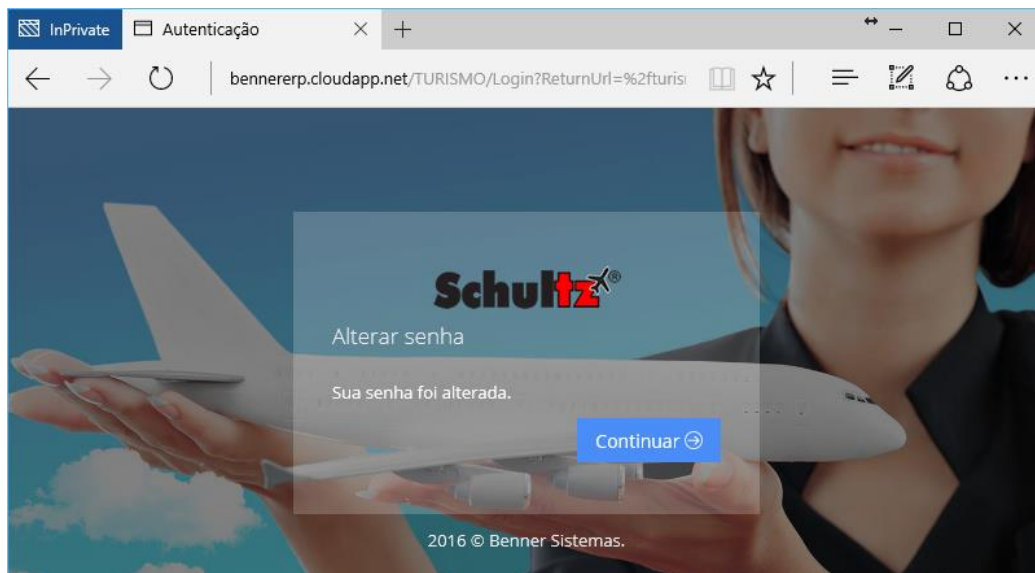 InPrivate
Autenticação
bennererp.cloudapp.net/TURISMO/Login?ReturnUrl=%2fturis
Schultz®
Alterar senha
Sua senha foi alterada.
Continuar
2016 © Benner Sistemas.